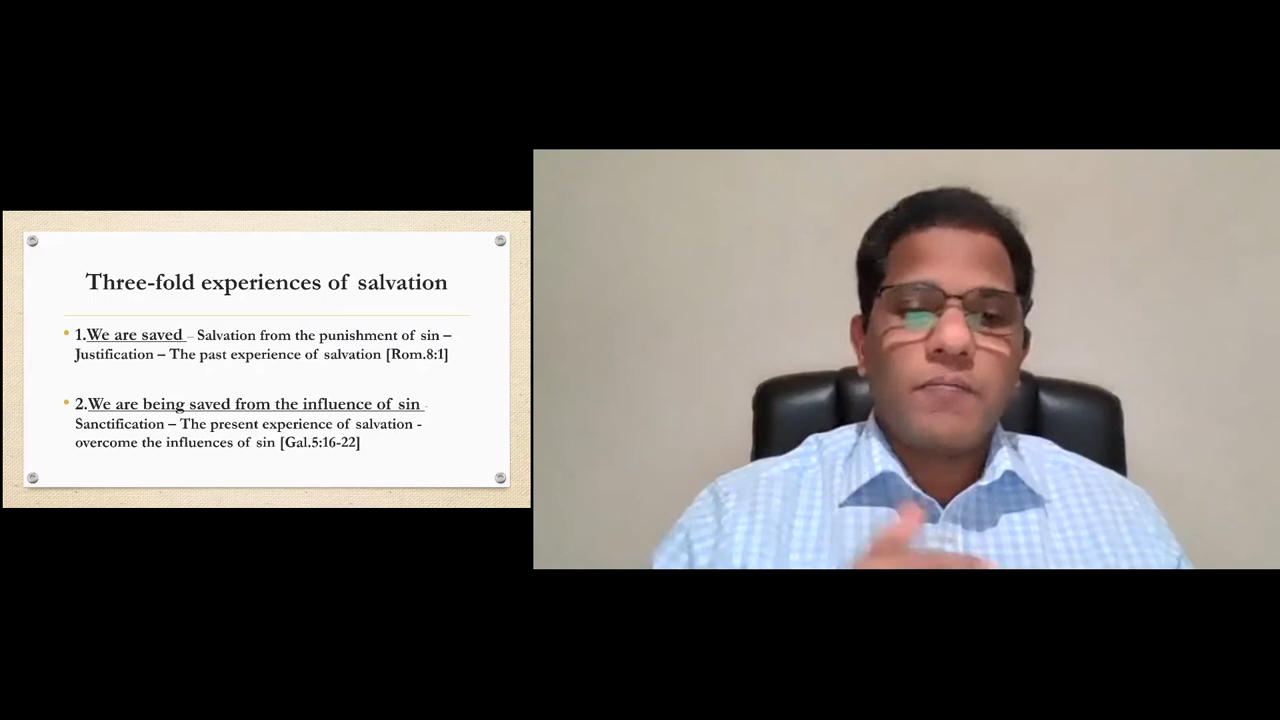 Three-fold experiences of salvation
• 1.We are saved – Salvation from the punishment of sin –
Justification – The past experience of salvation [Rom.8:1]
• 2.We are being saved from the influence of sin -
Sanctification – The present experience of salvation -
overcome the influences of sin [Gal.5:16-22]